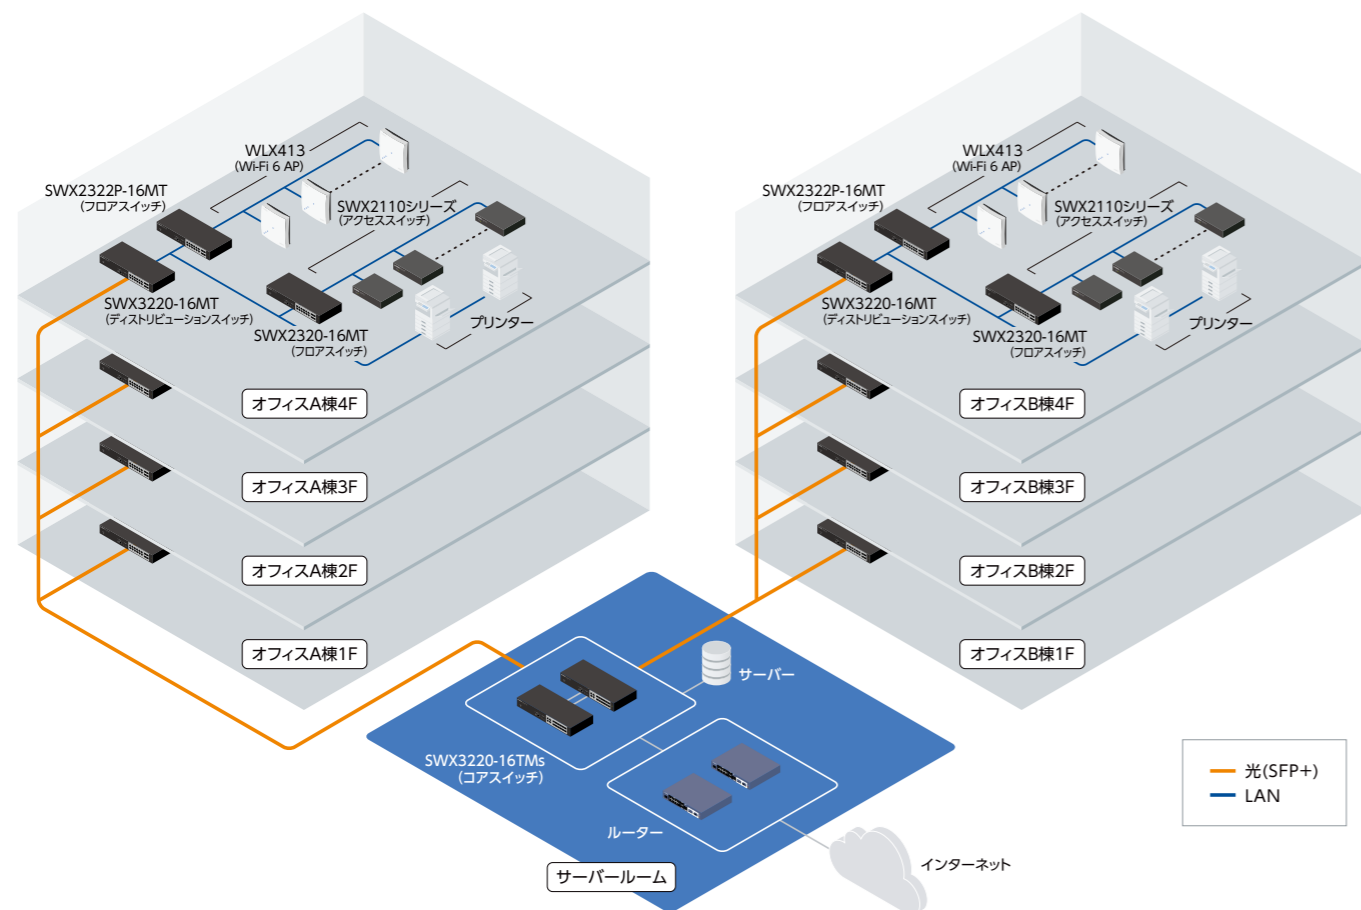 WLX413
(Wi-Fi 6 AP)
SWX2322P-16MT
(フロアスイッチ)
SWX2110シリーズ
(アクセススイッチ)
SWX3220-16MT
(ディストリビューションスイッチ)
SWX2320-16MT
(フロアスイッチ)
プリンター
オフィスA棟4F
オフィスA棟3F
オフィスA棟2F
オフィスA棟1F
WLX413
(Wi-Fi 6 AP)
SWX2322P-16MT
(フロアスイッチ)
SWX2110シリーズ
(アクセススイッチ)
SWX3220-16MT
(ディストリビューションスイッチ)
SWX2320-16MT
(フロアスイッチ)
プリンター
オフィスB棟4F
オフィスB棟3F
オフィスB棟2F
オフィスB棟1F
サーバー
SWX3220-16TMs
(コアスイッチ)
ルーター
サーバールーム
インターネット
光(SFP+)
LAN